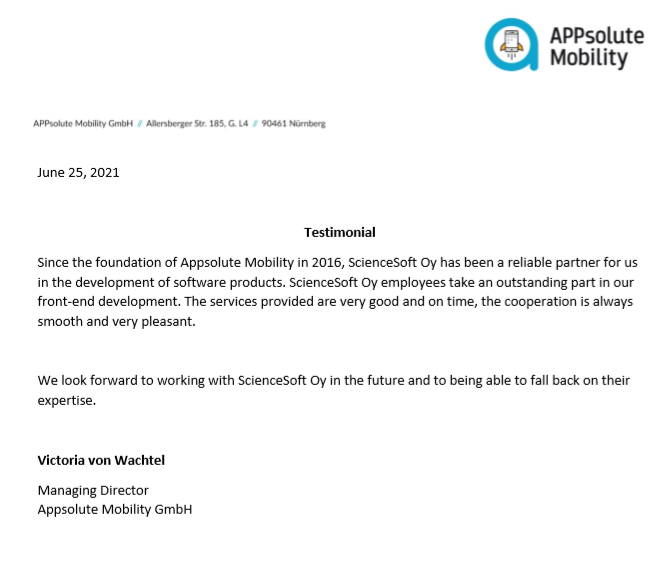 APPsolute
Mobility
APPsolute Mobility GmbH // Allersberger Str. 185, G. L4 // 90461 Nürnberg
June 25, 2021
Testimonial
Since the foundation of Appsolute Mobility in 2016, ScienceSoft Oy has been a reliable partner for us
in the development of software products. ScienceSoft Oy employees take an outstanding part in our
front-end development. The services provided are very good and on time, the cooperation is always
smooth and very pleasant.
We look forward to working with ScienceSoft Oy in the future and to being able to fall back on their
expertise.
Victoria von Wachtel
Managing Director
Appsolute Mobility GmbH